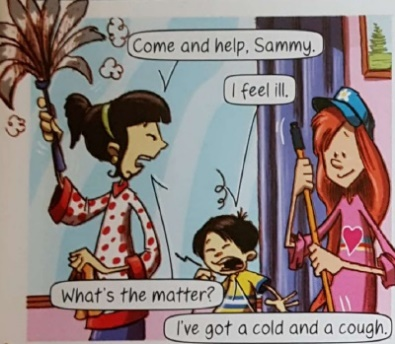 Come and help, Sammy.
I feel ill.
What's the matter?
I've got a cold and a cough.